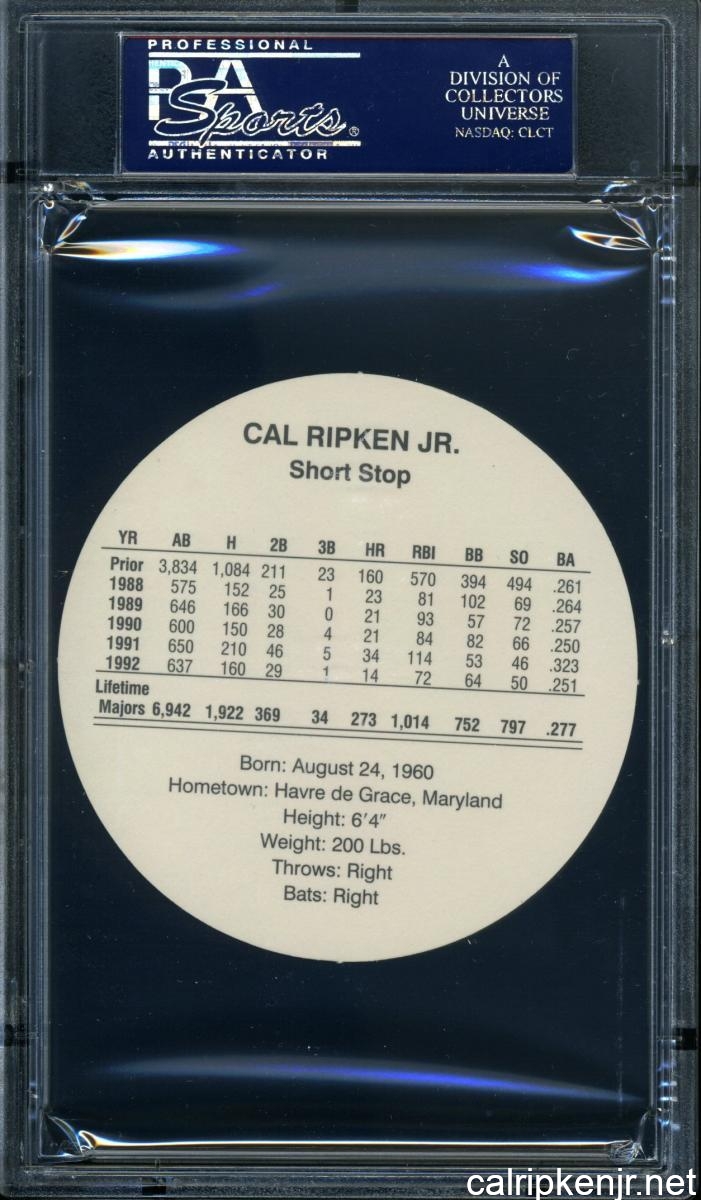 PROFESSIONAL
PSA
Sports®
AUTHENTICATOR
A
DIVISION OF
COLLECTORS
UNIVERSE
NASDAQ: CLCT
CAL RIPKEN JR.
Short Stop
YR AB H 2B 3B HR RBI BB SO BA
Prior 3,834 1,084 211 23 160 570 394 494 .261
1988 575 152 25 1 23 81 102 69 .264
1989 646 166 30 0 21 93 57 72 .257
1990 600 150 28 4 21 84 82 66 .250
1991 650 210 46 5 34 114 53 46 .323
1992 637 160 29 1 14 72 64 50 .251
Lifetime
Majors 6,942 1,922 369 34 273 1,014 752 797 .277
Born: August 24, 1960
Hometown: Havre de Grace, Maryland
Height: 6'4"
Weight: 200 Lbs.
Throws: Right
Bats: Right
calripkenjr.net